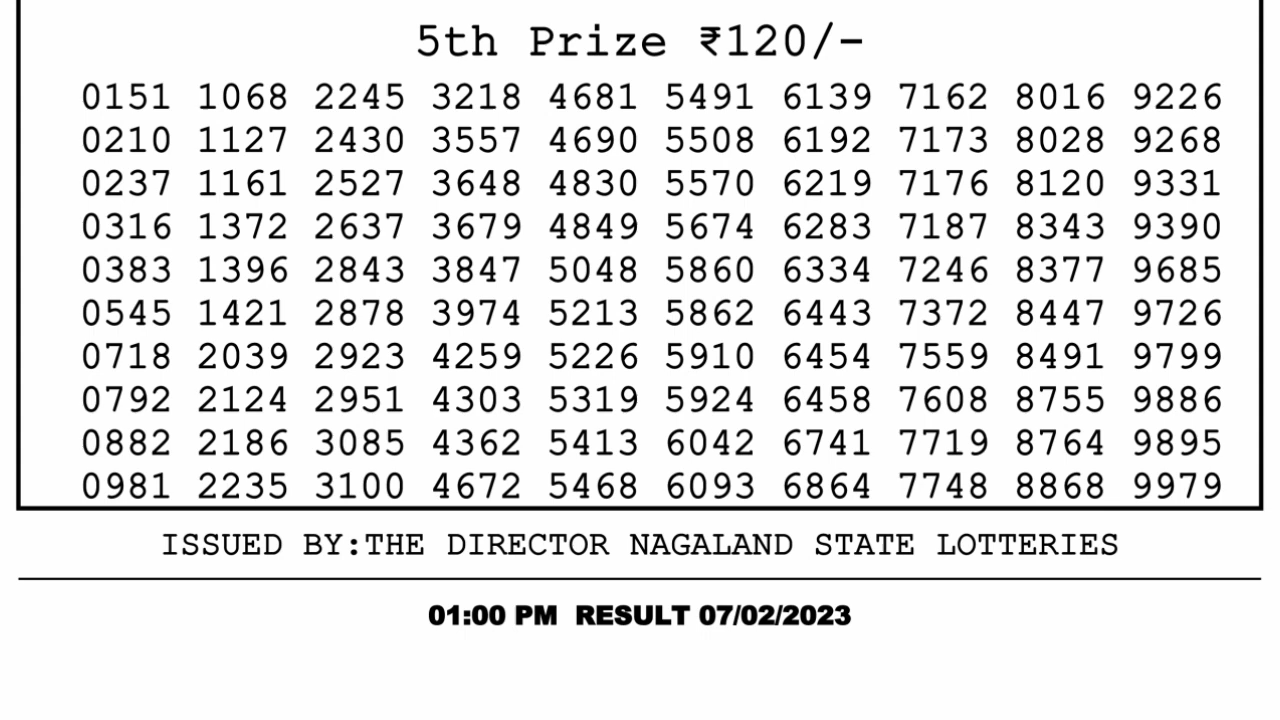 5th Prize ₹120/-
0151 1068 2245 3218 4681 5491 6139 7162 8016 9226
0210 1127 2430 3557 4690 5508 6192 7173 8028 9268
0237 1161 2527 3648 4830 5570 6219 7176 8120 9331
0316 1372 2637 3679 4849 5674 6283 7187 8343 9390
0383 1396 2843 3847 5048 5860 6334 7246 8377 9685
0545 1421 2878 3974 5213 5862 6443 7372 8447 9726
0718 2039 2923 4259 5226 5910 6454 7559 8491 9799
0792 2124 2951 4303 5319 5924 6458 7608 8755 9886
0882 2186 3085 4362 5413 6042 6741 7719 8764 9895
0981 2235 3100 4672 5468 6093 6864 7748 8868 9979
ISSUED BY:THE DIRECTOR NAGALAND STATE LOTTERIES
01:00 PM  RESULT 07/02/2023